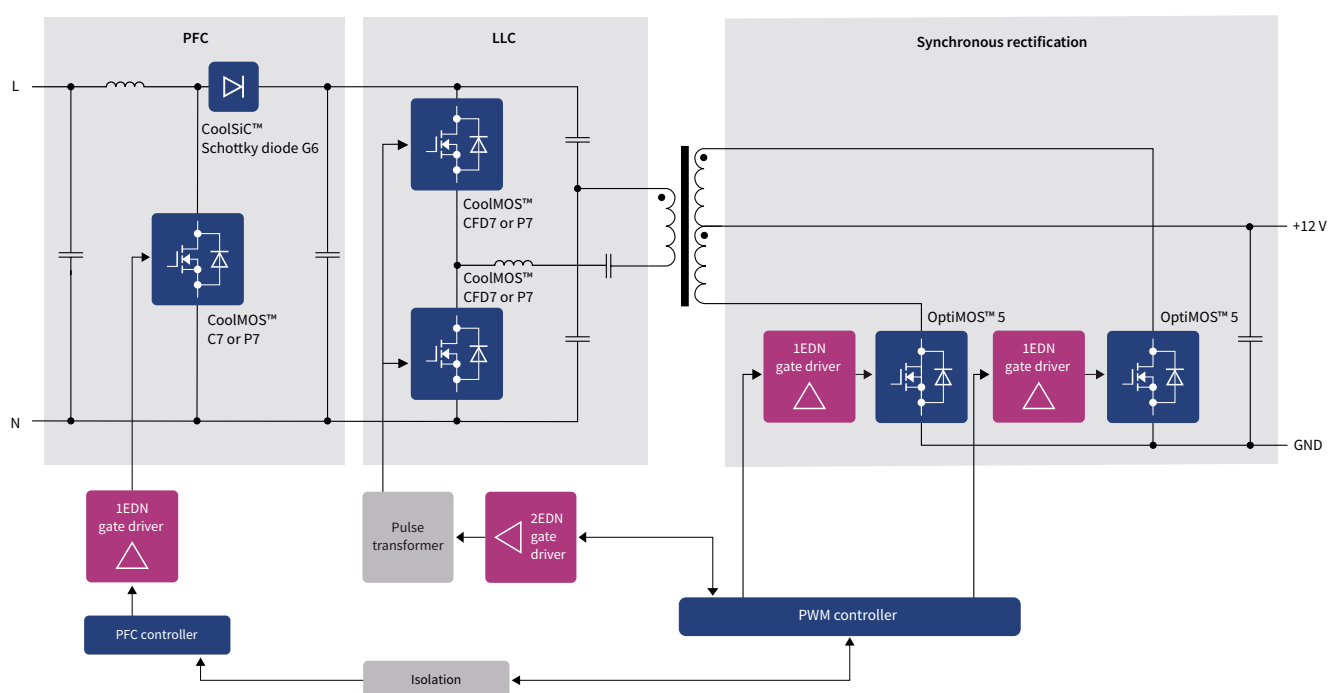 PFC
LLC
Synchronous rectification
L
CoolSiC™
Schottky diode G6
CoolMOS™
CFD7 or P7
+12 V
CoolMOS™
CFD7 or P7
CoolMOS™
C7 or P7
OptiMOS™ 5
OptiMOS™ 5
1EDN
gate driver
1EDN
gate driver
N
GND
1EDN
gate driver
Pulse
transformer
2EDN
gate
driver
PWM controller
PFC controller
Isolation